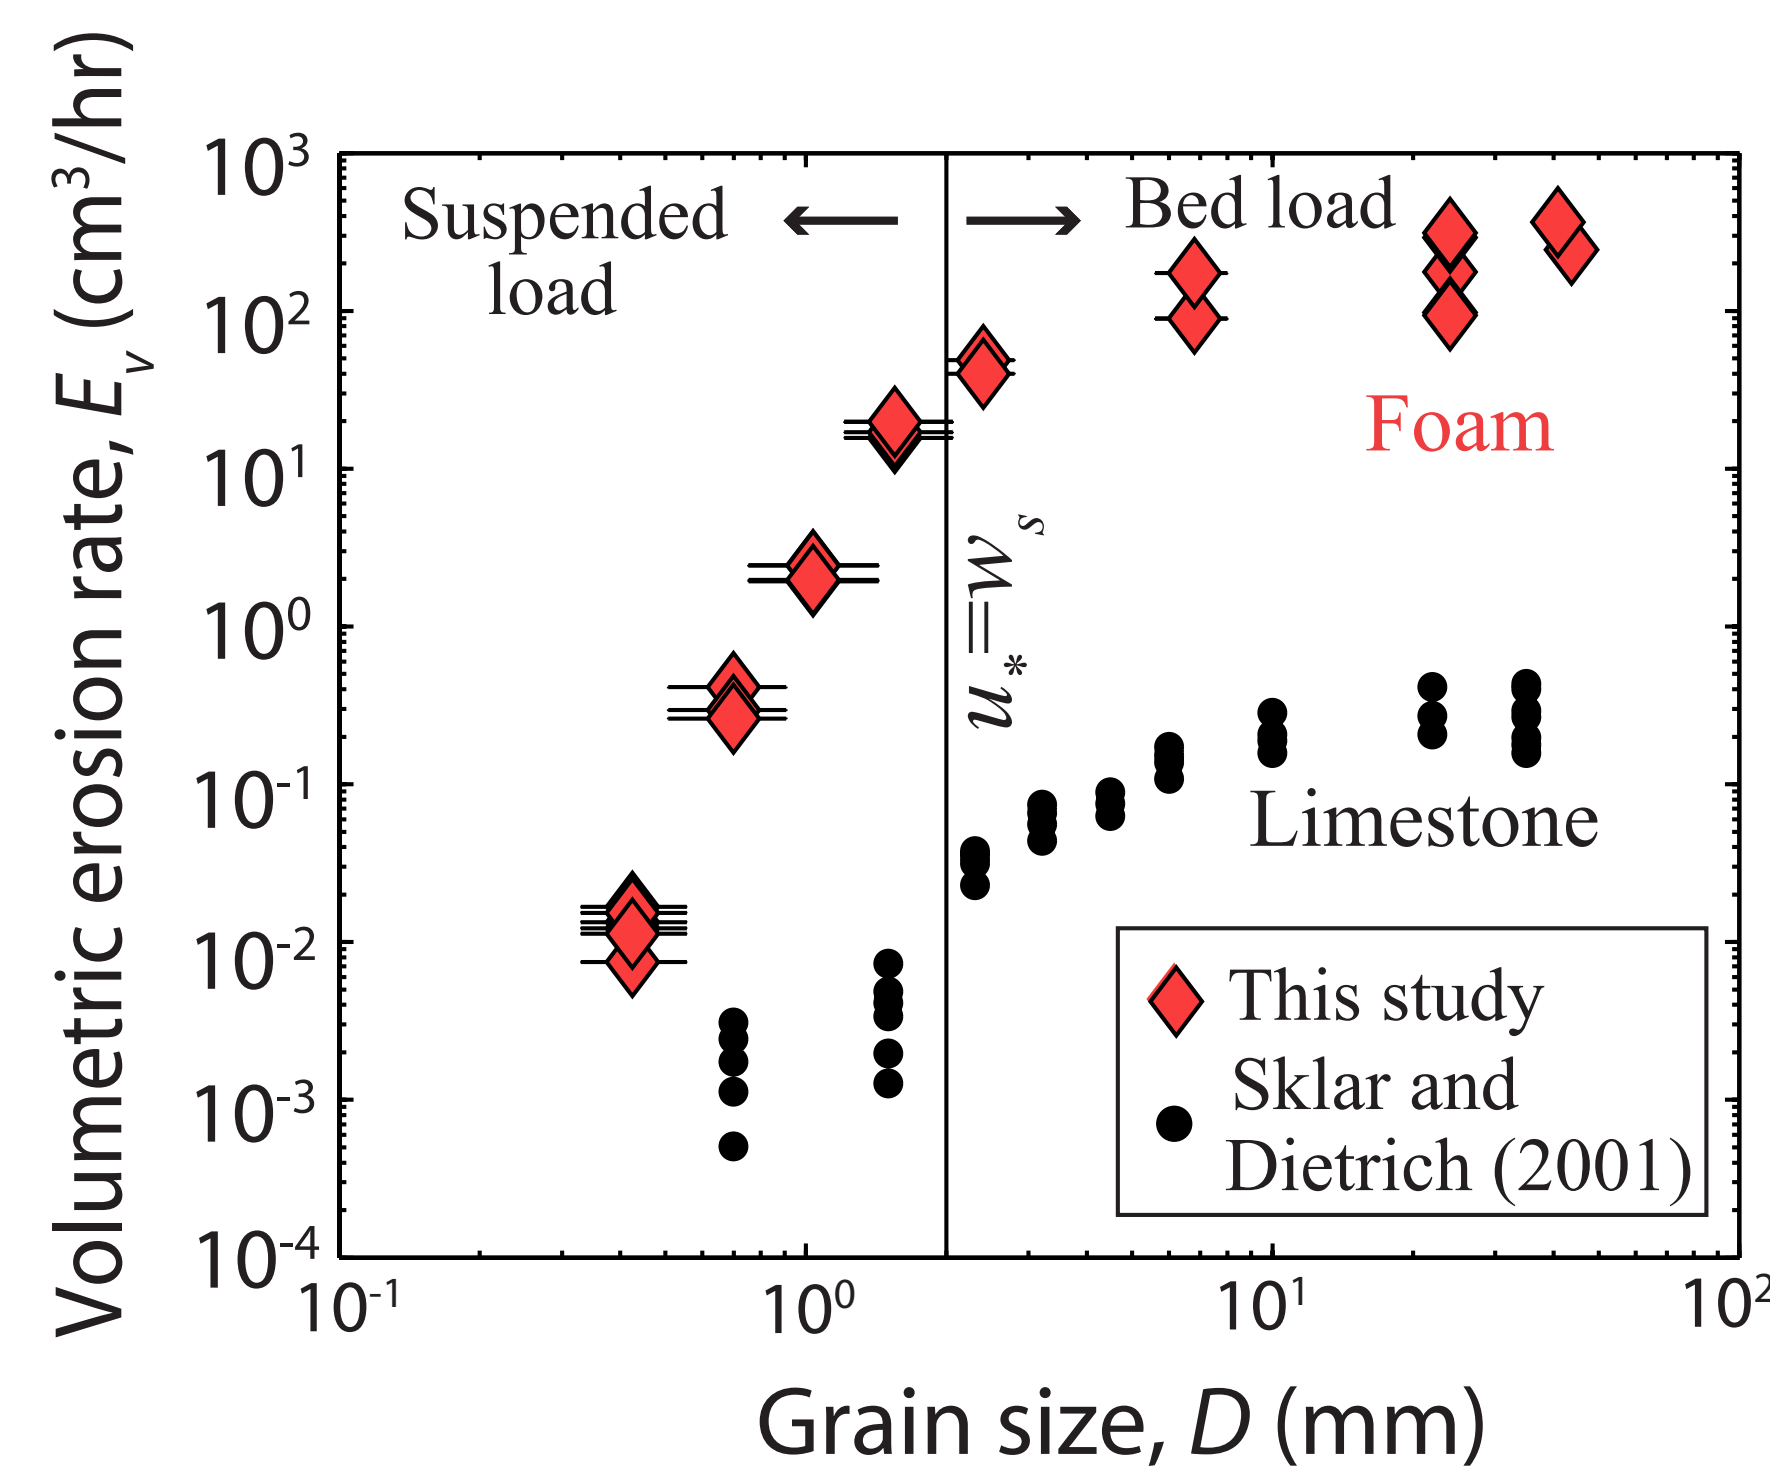 Volumetric erosion rate, E_v (cm³/hr)
10³
10²
10¹
10⁰
10⁻¹
10⁻²
10⁻³
10⁻⁴
Suspended
load
Bed load
Foam
u_*=w_s
Limestone
This study
Sklar and
Dietrich (2001)
10⁻¹
10⁰
10¹
10²
Grain size, D (mm)